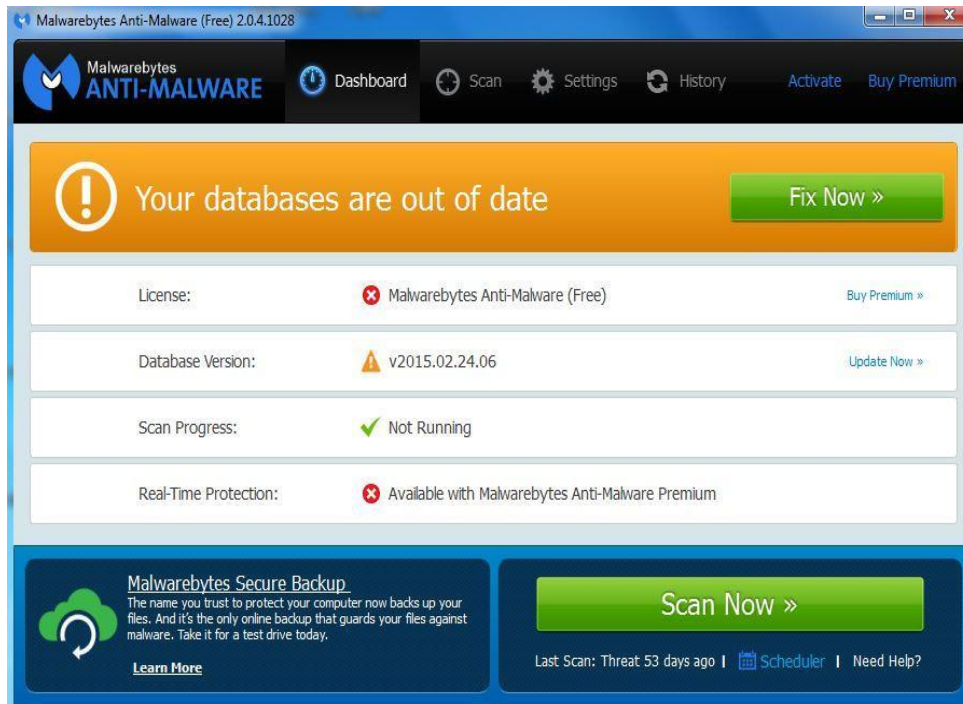 Malwarebytes Anti-Malware (Free) 2.0.4.1028
Malwarebytes
ANTI-MALWARE
Dashboard
Scan
Settings
History
Activate
Buy Premium
Your databases are out of date
Fix Now »
License:
Malwarebytes Anti-Malware (Free)
Buy Premium »
Database Version:
v2015.02.24.06
Update Now »
Scan Progress:
Not Running
Real-Time Protection:
Available with Malwarebytes Anti-Malware Premium
Malwarebytes Secure Backup
The name you trust to protect your computer now backs up your
files. And it's the only online backup that guards your files against
malware. Take it for a test drive today.
Learn More
Scan Now »
Last Scan: Threat 53 days ago | Scheduler | Need Help?